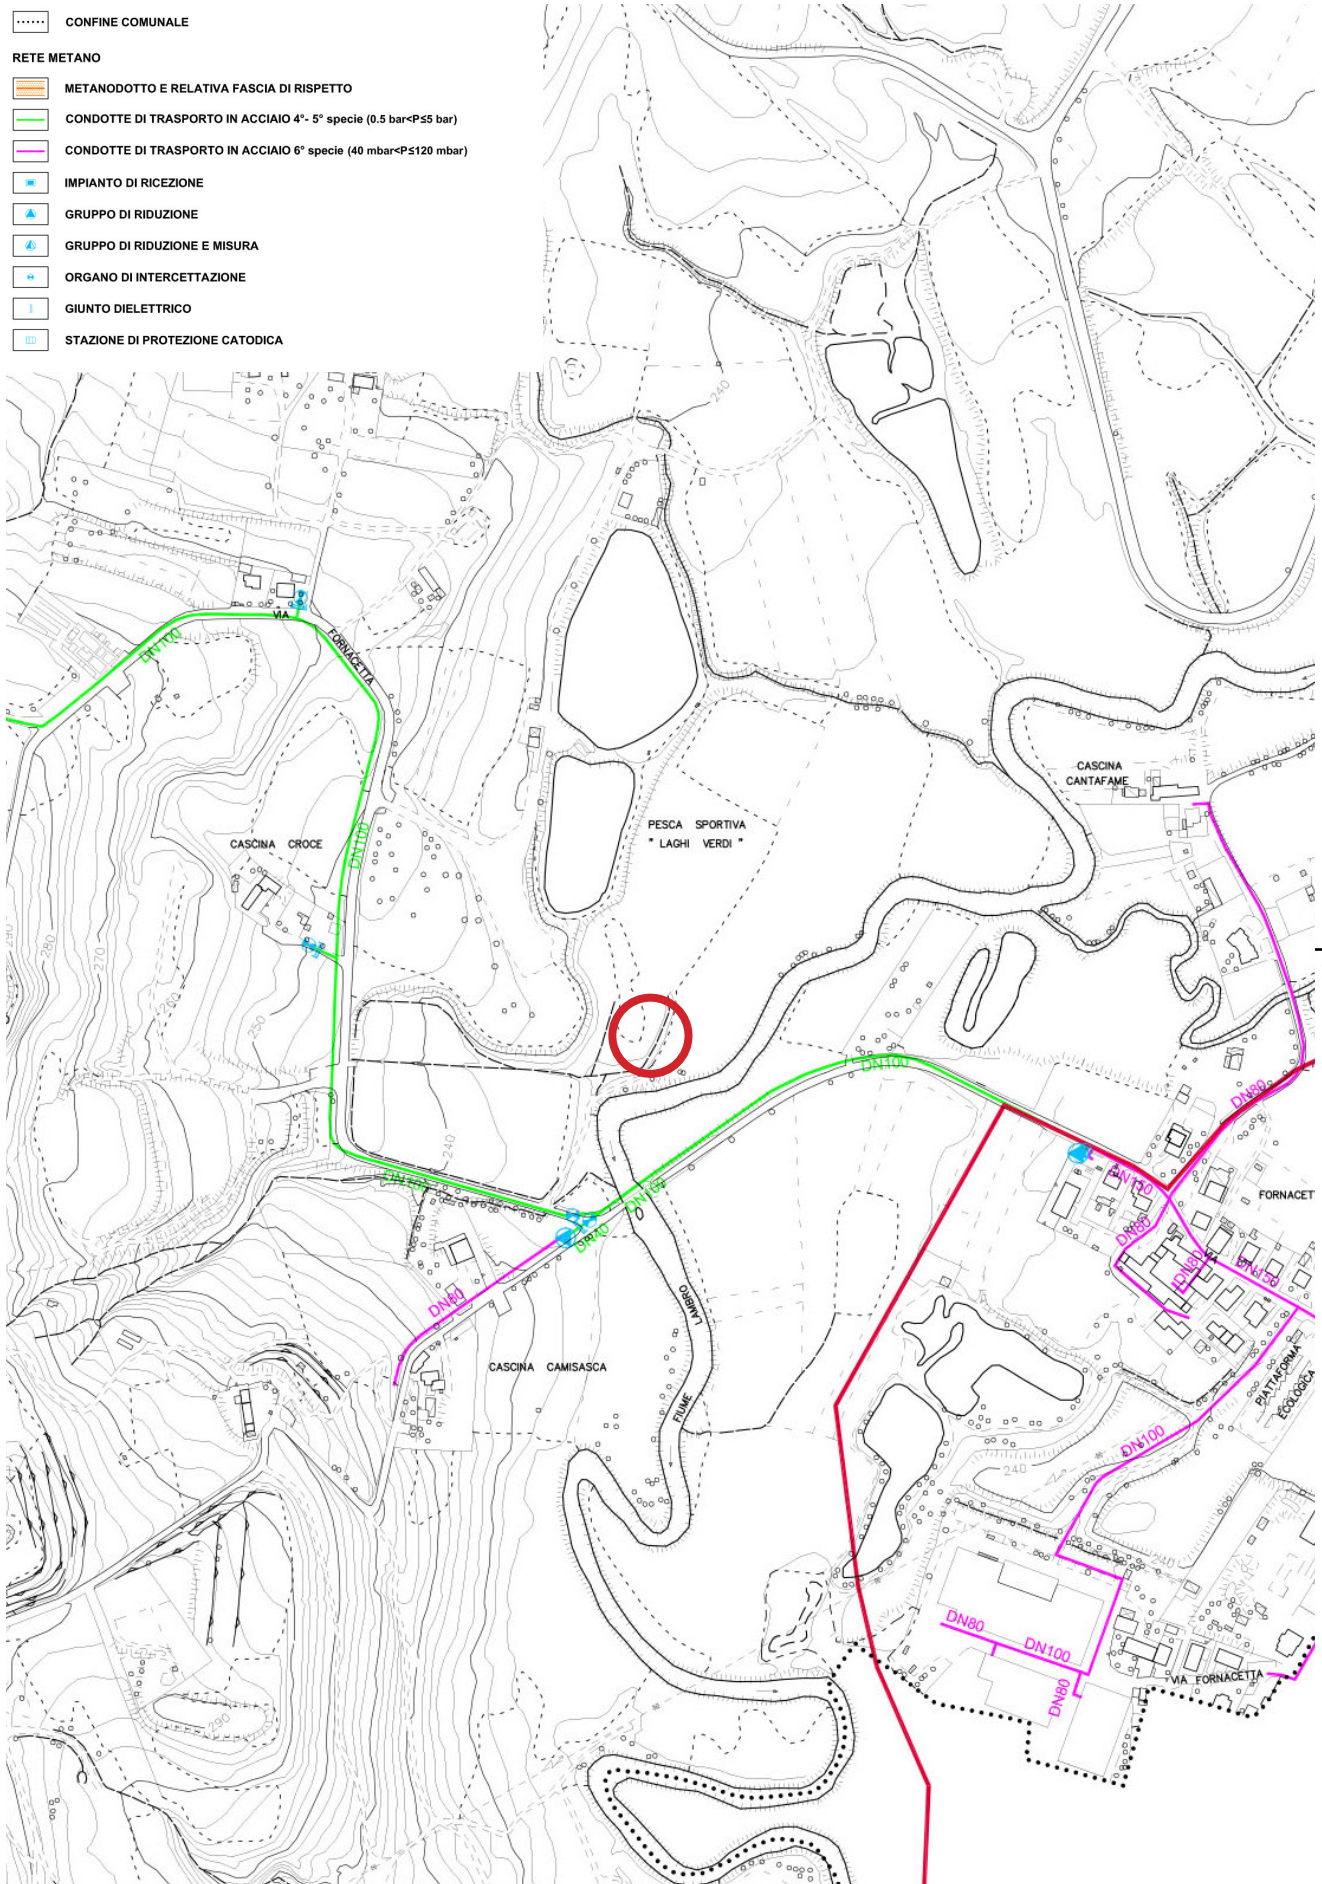 CONFINE COMUNALE
RETE METANO
METANODOTTO E RELATIVA FASCIA DI RISPETTO
CONDOTTE DI TRASPORTO IN ACCIAIO 4°- 5° specie (0.5 bar<P≤5 bar)
CONDOTTE DI TRASPORTO IN ACCIAIO 6° specie (40 mbar<P≤120 mbar)
IMPIANTO DI RICEZIONE
GRUPPO DI RIDUZIONE
GRUPPO DI RIDUZIONE E MISURA
ORGANO DI INTERCETTAZIONE
GIUNTO DIELETTRICO
STAZIONE DI PROTEZIONE CATODICA
240
VIA
FORNACETTA
DN100
CASCINA
CANTAFAME
PESCA SPORTIVA
" LAGHI VERDI "
CASCINA CROCE
DN100
290
280
270
260
250
240
DN100
DN80
DN100
DN150
FORNACET
DN100
DN80
VIA
DN80
DN150
DN40
DN80
LAMBRO
FIUME
CASCINA CAMISASCA
PIATTAFORMA
ECOLOGICA
DN100
240
240
DN80
DN100
DN80
VIA FORNACETTA
290